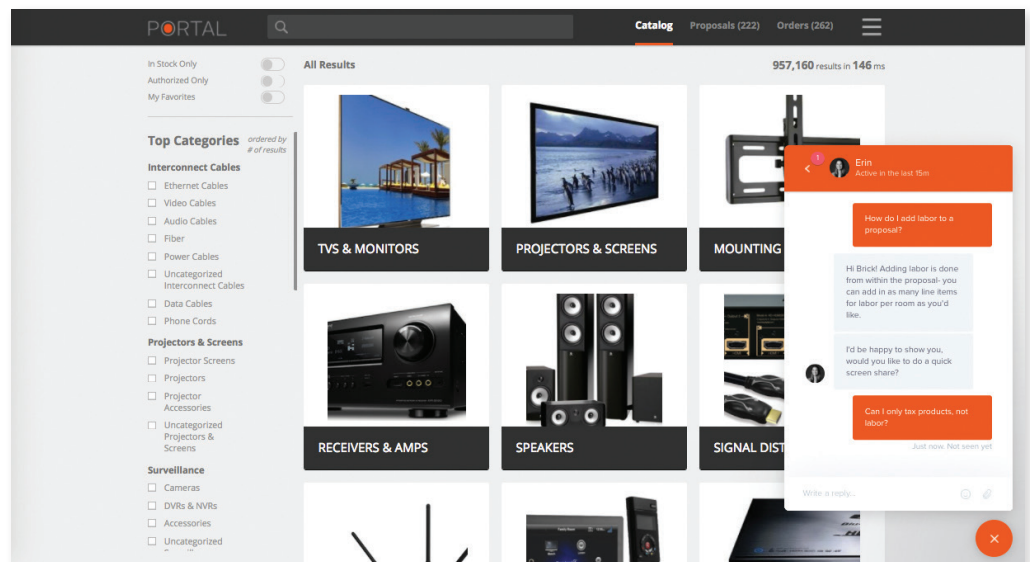 PORTAL
Catalog
Proposals (222)
Orders (262)
In Stock Only
Authorized Only
My Favorites
Top Categories
ordered by
# of results
Interconnect Cables
Ethernet Cables
Video Cables
Audio Cables
Fiber
Power Cables
Uncategorized
Interconnect Cables
Data Cables
Phone Cords
Projectors & Screens
Projector Screens
Projectors
Projector
Accessories
Uncategorized
Projectors &
Screens
Surveillance
Cameras
DVRs & NVRs
Accessories
Uncategorized
All Results
957,160 results in 146 ms
TVS & MONITORS
PROJECTORS & SCREENS
MOUNTING
RECEIVERS & AMPS
SPEAKERS
SIGNAL DIST
1
Erin
Active in the last 15m
How do I add labor to a
proposal?
Hi Brick! Adding labor is done
from within the proposal- you
can add in as many line items
for labor per room as you'd
like.
I'd be happy to show you,
would you like to do a quick
screen share?
Can I only tax products, not
labor?
Just now. Not seen yet
Write a reply...